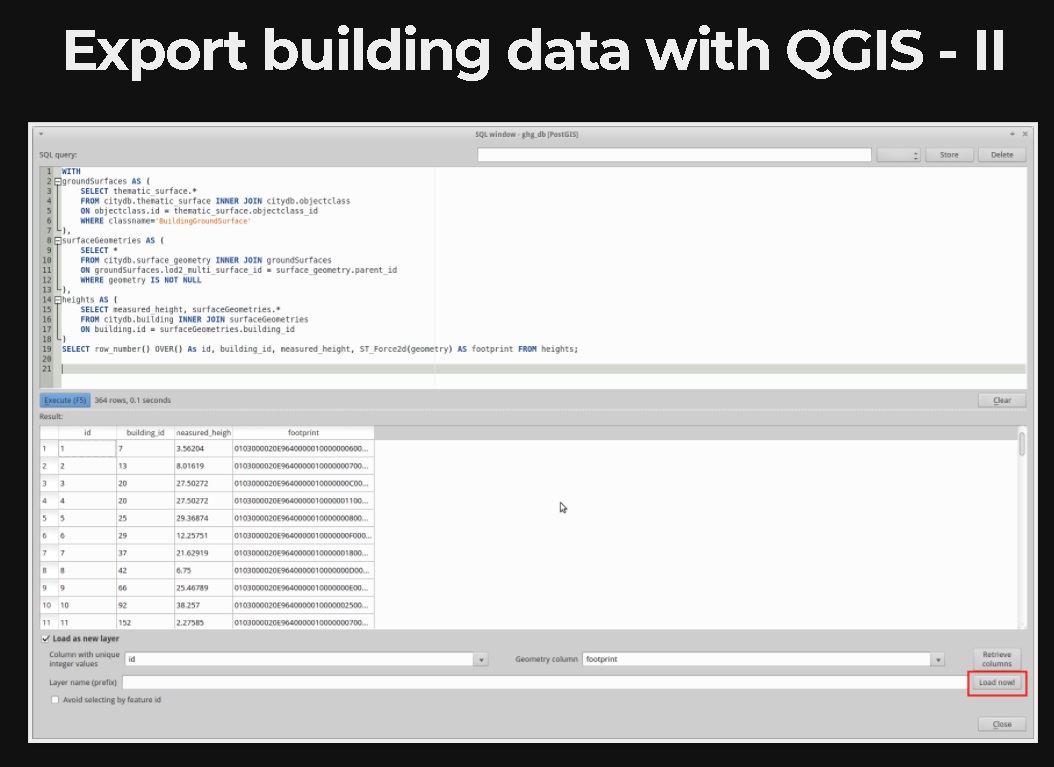 Export building data with QGIS - II
SQL window - ghg_db [PostGIS]
SQL query:
Store
Delete
1 WITH
2 groundSurfaces AS (
3 SELECT thematic_surface.*
4 FROM citydb.thematic_surface INNER JOIN citydb.objectclass
5 ON objectclass.id = thematic_surface.objectclass_id
6 WHERE classname='BuildingGroundSurface'
7 ),
8 surfaceGeometries AS (
9 SELECT *
10 FROM citydb.surface_geometry INNER JOIN groundSurfaces
11 ON groundSurfaces.lod2_multi_surface_id = surface_geometry.parent_id
12 WHERE geometry IS NOT NULL
13 ),
14 heights AS (
15 SELECT measured_height, surfaceGeometries.*
16 FROM citydb.building INNER JOIN surfaceGeometries
17 ON building.id = surfaceGeometries.building_id
18 )
19 SELECT row_number() OVER() As id, building_id, measured_height, ST_Force2d(geometry) AS footprint FROM heights;
20
21
Execute (F5) 364 rows, 0.1 seconds Clear
Result:
id building_id neasured_heigh footprint
1 1 7 3.56204 0103000020E9640000010000000600...
2 2 13 8.01619 0103000020E9640000010000000700...
3 3 20 27.50272 0103000020E9640000010000000C00...
4 4 20 27.50272 0103000020E9640000010000001100...
5 5 25 29.36874 0103000020E9640000010000000800...
6 6 29 12.25751 0103000020E9640000010000000F000...
7 7 37 21.62919 0103000020E9640000010000001800...
8 8 42 6.75 0103000020E9640000010000000D00...
9 9 66 25.46789 0103000020E9640000010000000E00...
10 10 92 38.257 0103000020E9640000010000002500...
11 11 152 2.27585 0103000020E9640000010000000700...
Load as new layer
Column with unique
integer values
id
Geometry column footprint
Retrieve
columns
Layer name (prefix)
Load now!
Avoid selecting by feature id
Close